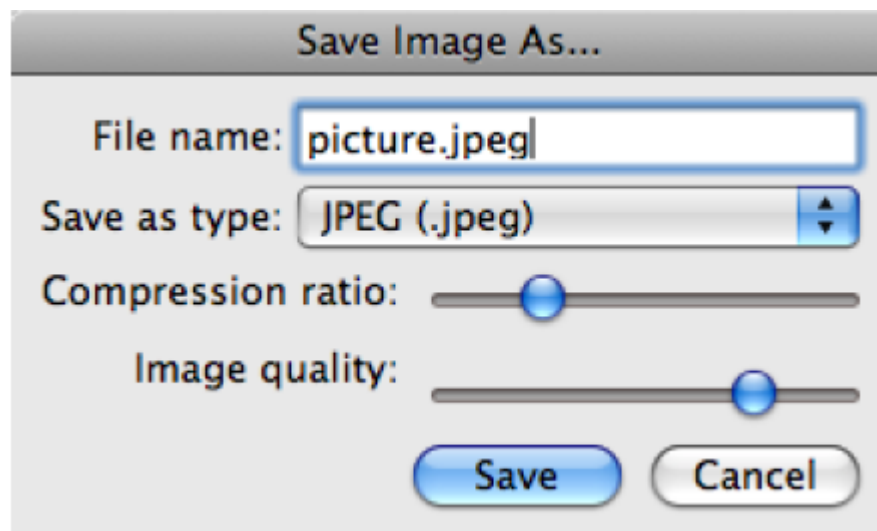 Save Image As...
File name: picture.jpeg
Save as type: JPEG (.jpeg)
Compression ratio:
Image quality:
Save Cancel